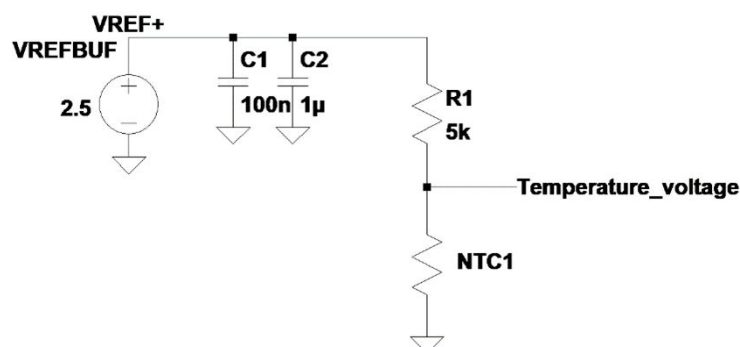 VREF+
VREFBUF
2.5
C1
100n
C2
1µ
R1
5k
Temperature_voltage
NTC1